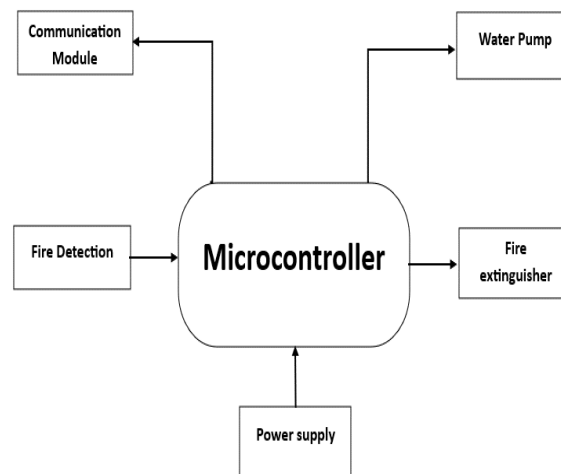 Communication
Module
Water Pump
Microcontroller
Fire Detection
Fire
extinguisher
Power supply